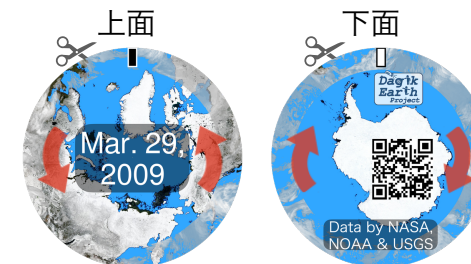 上面
下面
Mar. 29,
2009
Dagik
Earth
Project
Data by NASA,
NOAA & USGS